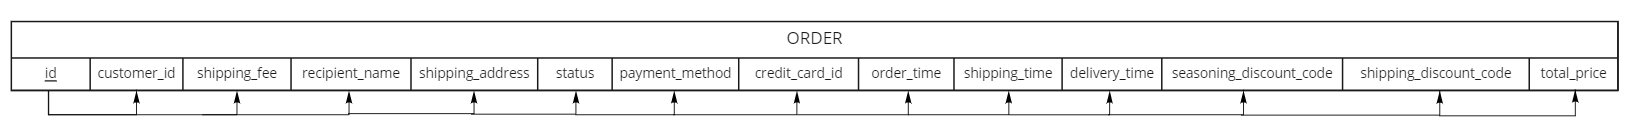 ORDER
id customer_id shipping_fee recipient_name shipping_address status payment_method credit_card_id order_time shipping_time delivery_time seasoning_discount_code shipping_discount_code total_price